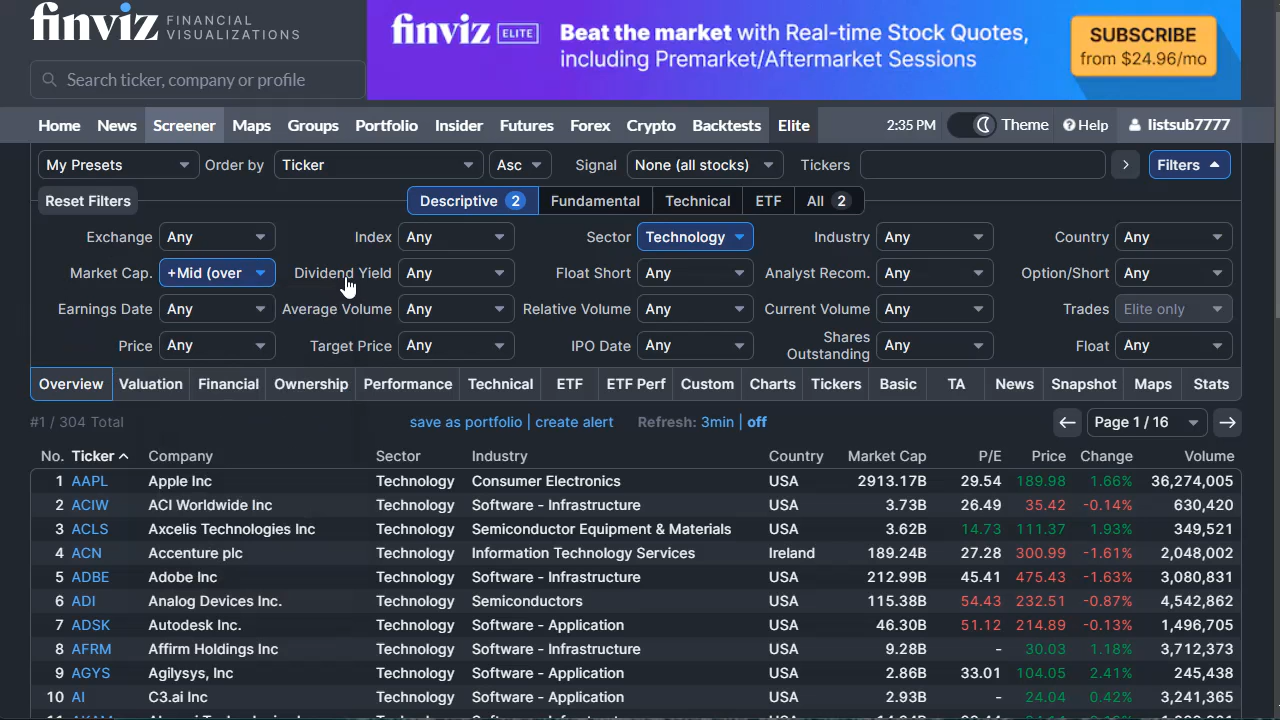 finviz FINANCIAL VISUALIZATIONS
finviz ELITE Beat the market with Real-time Stock Quotes, including Premarket/Aftermarket Sessions
SUBSCRIBE from $24.96/mo
Search ticker, company or profile
Home News Screener Maps Groups Portfolio Insider Futures Forex Crypto Backtests Elite 2:35 PM Theme Help listsub7777
My Presets Order by Ticker Asc Signal None (all stocks) Tickers > Filters
Reset Filters Descriptive 2 Fundamental Technical ETF All 2
Exchange Any Index Any Sector Technology Industry Any Country Any
Market Cap. +Mid (over Dividend Yield Any Float Short Any Analyst Recom. Any Option/Short Any
Earnings Date Any Average Volume Any Relative Volume Any Current Volume Any Trades Elite only
Price Any Target Price Any IPO Date Any Shares Outstanding Any Float Any
Overview Valuation Financial Ownership Performance Technical ETF ETF Perf Custom Charts Tickers Basic TA News Snapshot Maps Stats
#1 / 304 Total save as portfolio | create alert Refresh: 3min | off Page 1 / 16
No. Ticker Company Sector Industry Country Market Cap P/E Price Change Volume
1 AAPL Apple Inc Technology Consumer Electronics USA 2913.17B 29.54 189.98 1.66% 36,274,005
2 ACIW ACI Worldwide Inc Technology Software - Infrastructure USA 3.73B 26.49 35.42 -0.14% 630,420
3 ACLS Axcelis Technologies Inc Technology Semiconductor Equipment & Materials USA 3.62B 14.73 111.37 1.93% 349,521
4 ACN Accenture plc Technology Information Technology Services Ireland 189.24B 27.28 300.99 -1.61% 2,048,002
5 ADBE Adobe Inc Technology Software - Infrastructure USA 212.99B 45.41 475.43 -1.63% 3,080,831
6 ADI Analog Devices Inc. Technology Semiconductors USA 115.38B 54.43 232.51 -0.87% 4,542,862
7 ADSK Autodesk Inc. Technology Software - Application USA 46.30B 51.12 214.89 -0.13% 1,496,705
8 AFRM Affirm Holdings Inc Technology Software - Infrastructure USA 9.28B - 30.03 1.18% 3,712,373
9 AGYS Agilysys, Inc Technology Software - Application USA 2.86B 33.01 104.05 2.41% 245,438
10 AI C3.ai Inc Technology Software - Application USA 2.93B - 24.04 0.42% 3,241,365